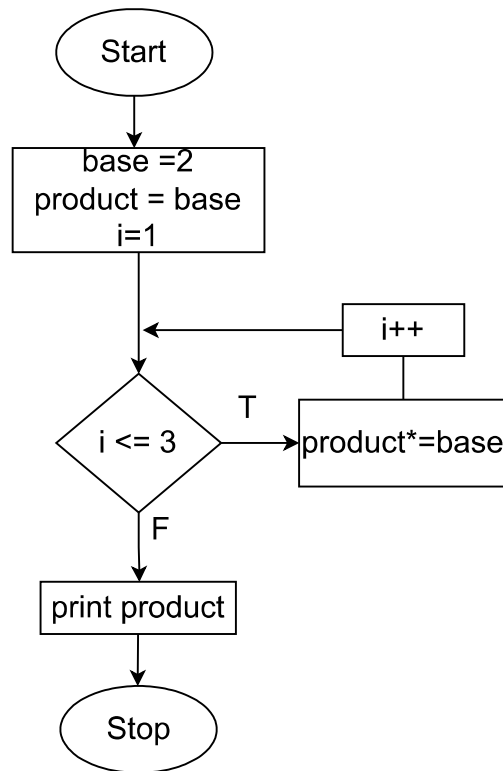 Start
base =2
product = base
i=1
i++
T
i <= 3
product*=base
F
print product
Stop